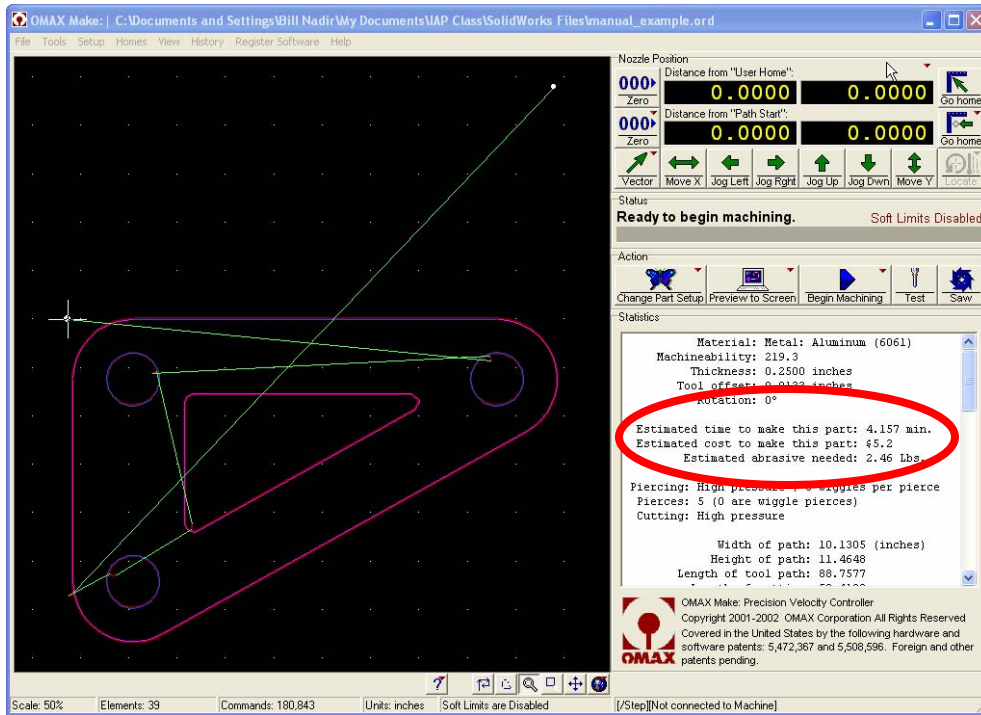 OMAX Make: | C:\Documents and Settings\Bill Nadir\My Documents\IAP Class\SolidWorks Files\manual_example.ord
File Tools Setup Homes View History Register Software Help
Nozzle Position
Distance from "User Home":
000 0.0000 0.0000
Zero Go home
Distance from "Path Start":
000 0.0000 0.0000
Zero Go home
Vector Move X Jog Left Jog Rght Jog Up Jog Dwn Move Y Locate
Status
Ready to begin machining. Soft Limits Disabled
Action
Change Part Setup Preview to Screen Begin Machining Test Saw
Statistics
Material: Metal: Aluminum (6061)
Machineability: 219.3
Thickness: 0.2500 inches
Tool offset: 0.0133 inches
Rotation: 0°
Estimated time to make this part: 4.157 min.
Estimated cost to make this part: $5.2
Estimated abrasive needed: 2.46 Lbs.
Piercing: High pressure, wiggles per pierce
Pierces: 5 (0 are wiggle pierces)
Cutting: High pressure
Width of path: 10.1305 (inches)
Height of path: 11.4648
Length of tool path: 88.7577
OMAX Make: Precision Velocity Controller
Copyright 2001-2002 OMAX Corporation All Rights Reserved
Covered in the United States by the following hardware and
software patents: 5,472,367 and 5,508,596. Foreign and other
patents pending.
OMAX
Scale: 50% Elements: 39 Commands: 180,843 Units: inches Soft Limits are Disabled [/Step][Not connected to Machine]